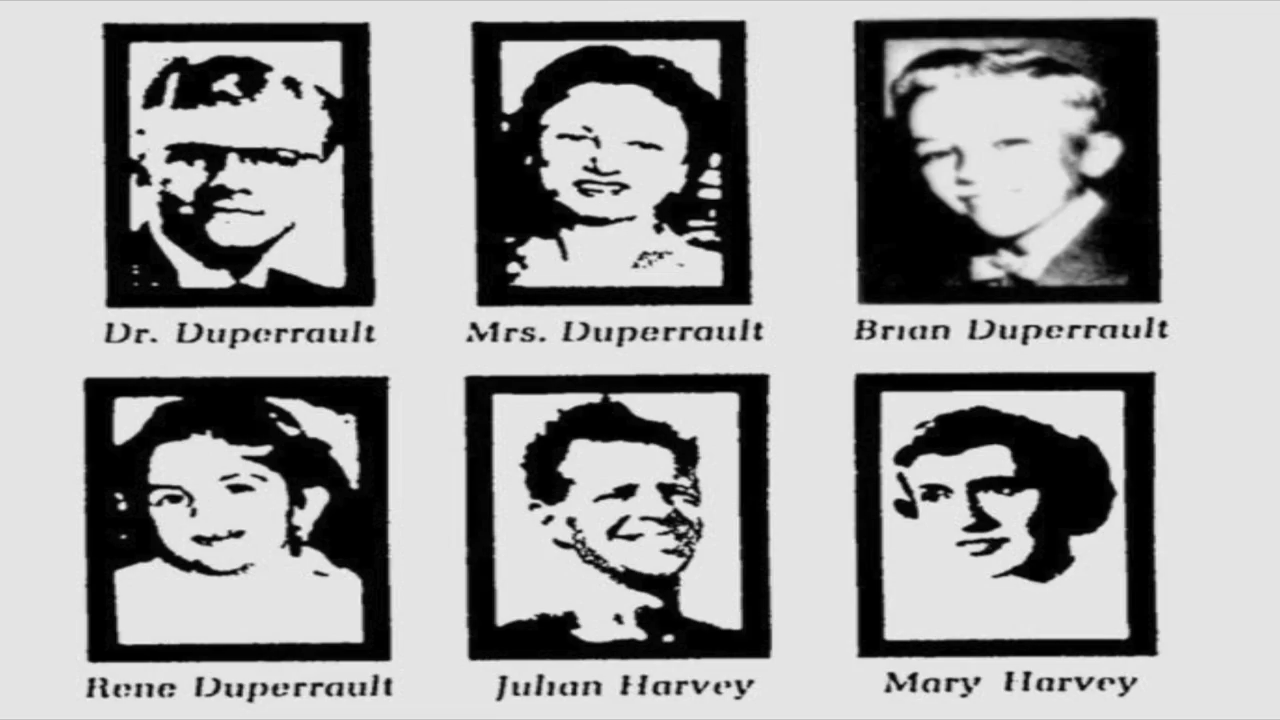 Dr. Duperrault
Mrs. Duperrault
Brian Duperrault
Rene Duperrault
Julian Harvey
Mary Harvey